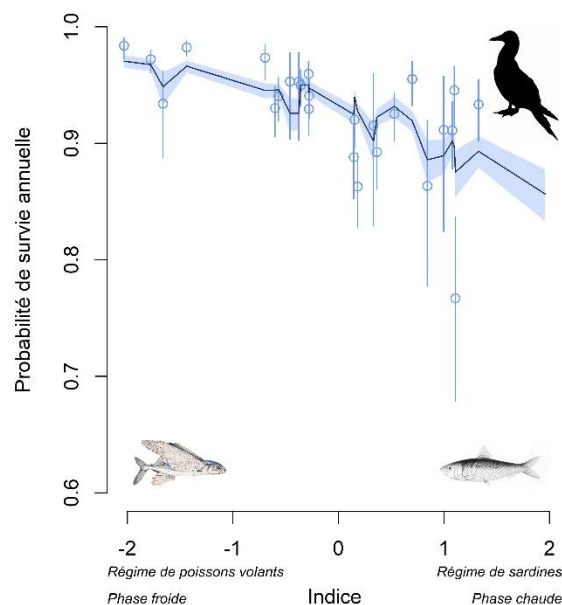 1.0
0.9
0.8
0.7
0.6
Probabilité de survie annuelle
-2 -1 0 1 2
Régime de poissons volants Régime de sardines
Phase froide Indice Phase chaude